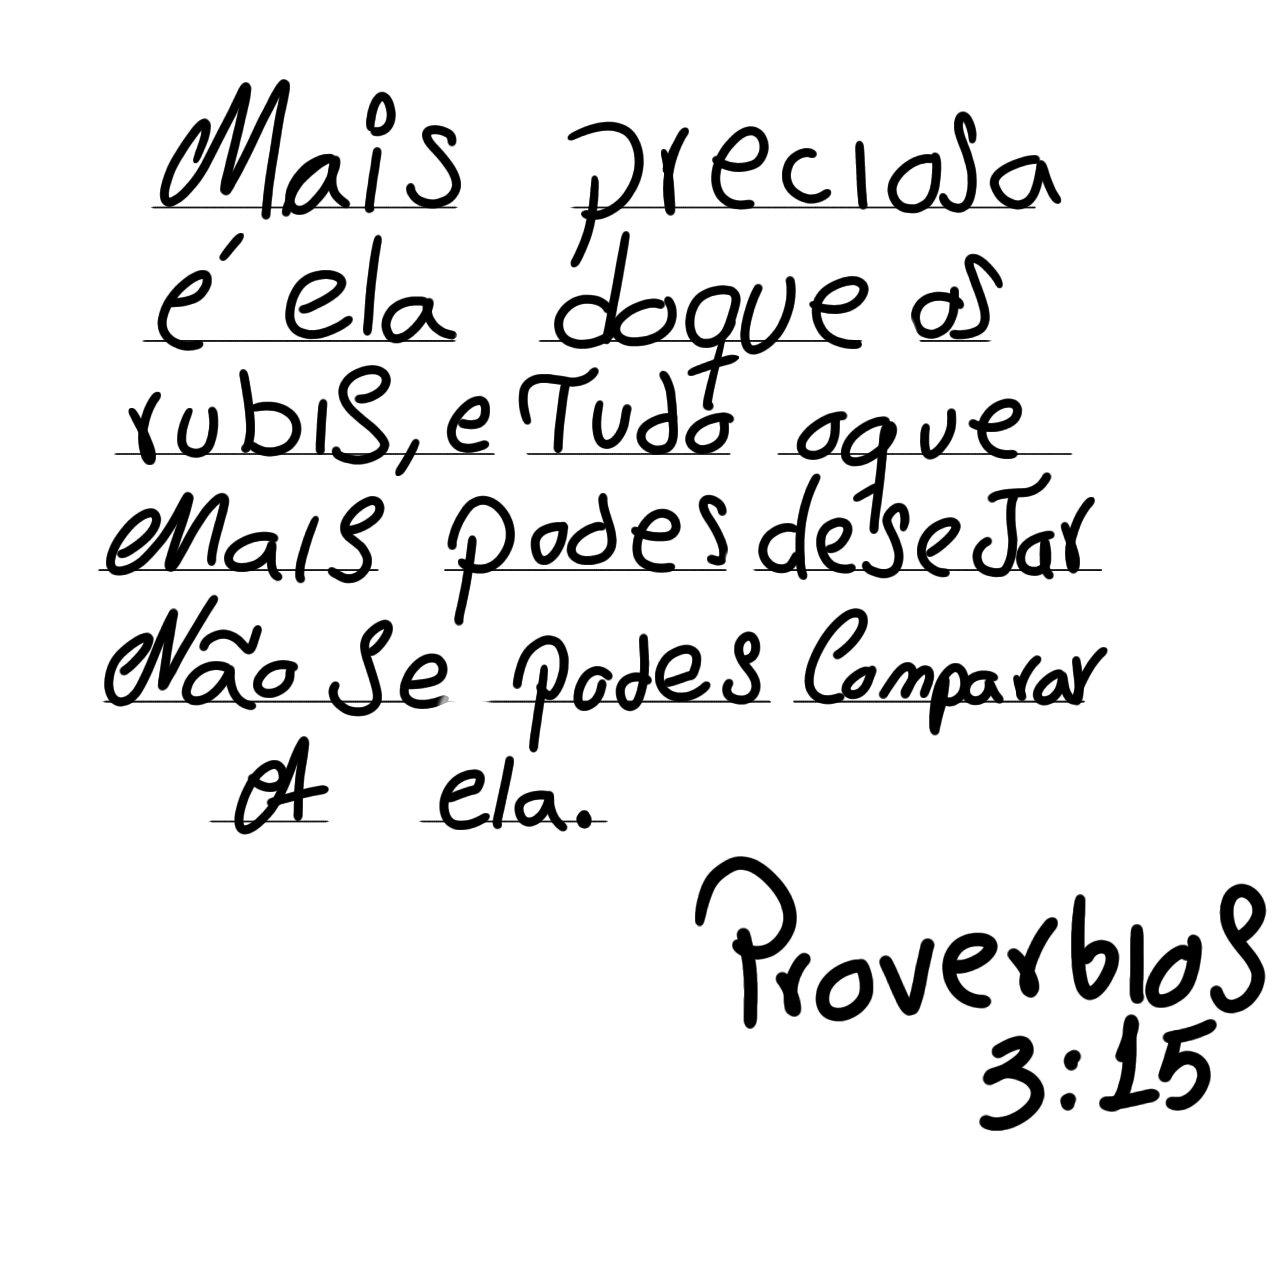 Mais preciosa
é ela doque os
rubis, e Tudo oque
Mais podes deseJar
Não se podes Comparar
A ela.
Proverbios
3:15